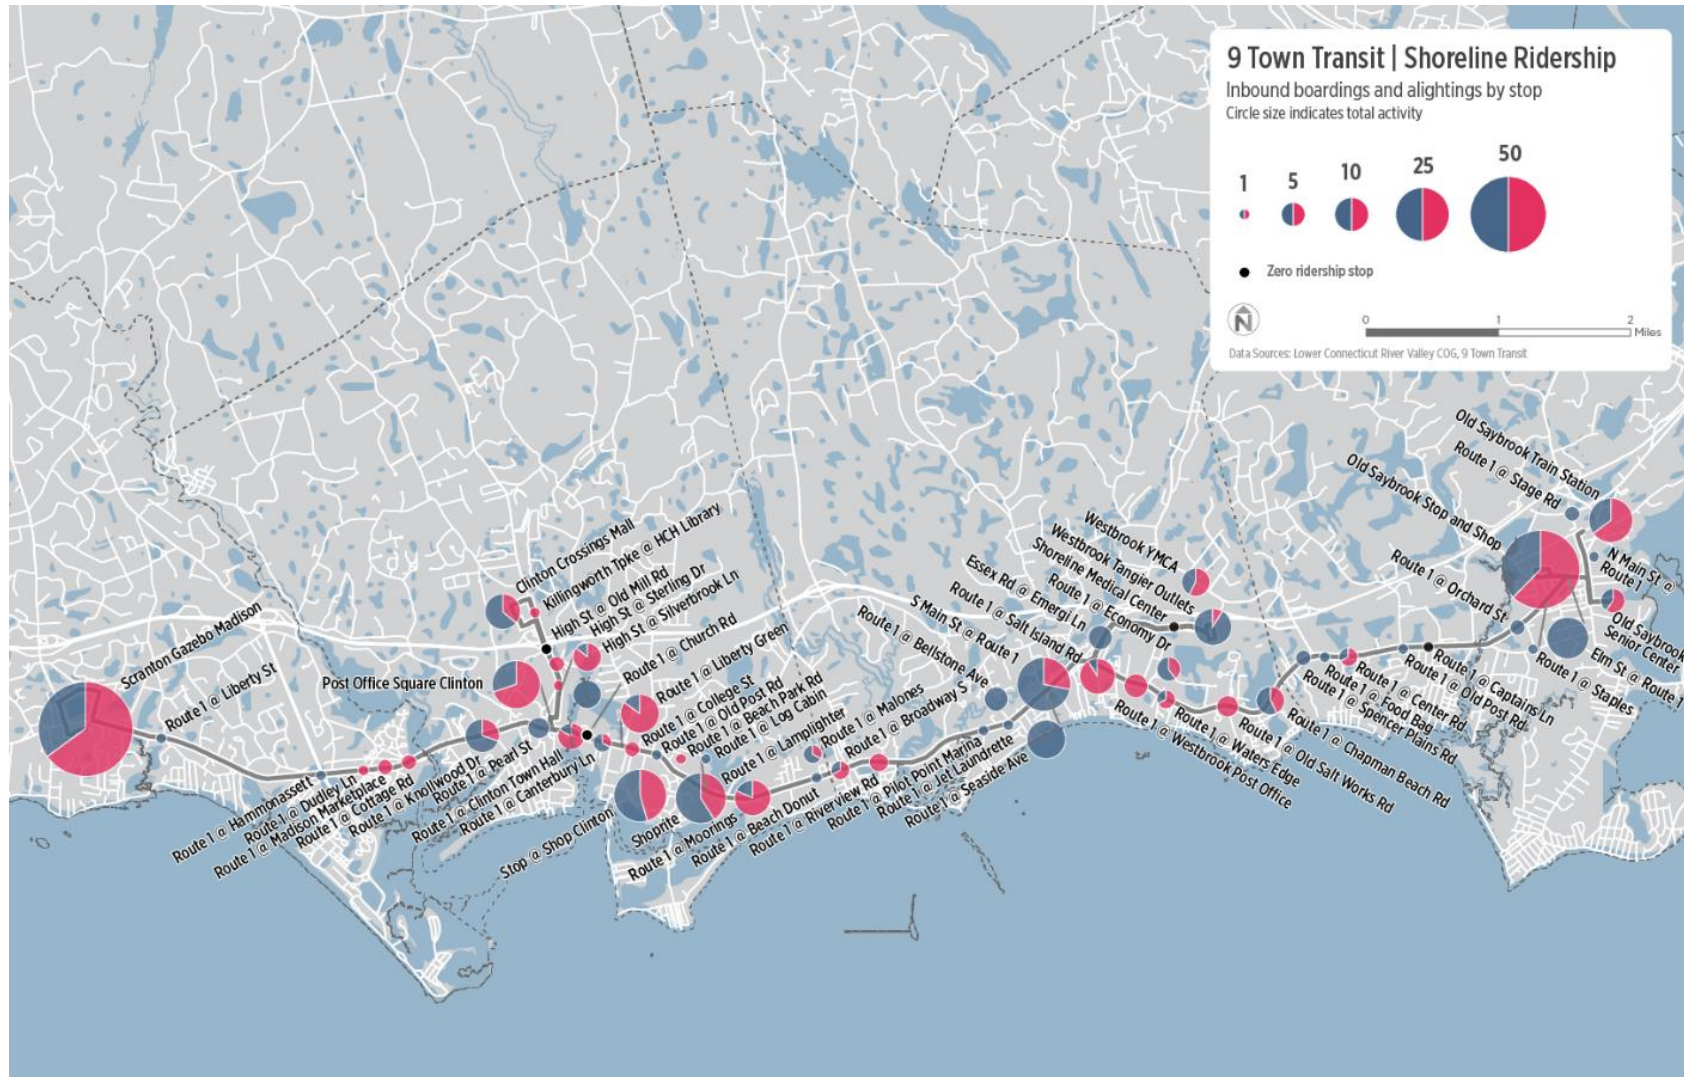 9 Town Transit | Shoreline Ridership
Inbound boardings and alightings by stop
Circle size indicates total activity
1
5
10
25
50
Zero ridership stop
N
0
1
2
Miles
Data Sources: Lower Connecticut River Valley COG, 9 Town Transit
Scranton Gazebo Madison
Route 1 @ Liberty St
Route 1 @ Hammonassett
Route 1 @ Dudley Ln
Route 1 @ Madison Marketplace
Route 1 @ Cottage Rd
Route 1 @ Knollwood Dr
Route 1 @ Pearl St
Route 1 @ Clinton Town Hall
Route 1 @ Canterbury Ln
Post Office Square Clinton
Clinton Crossings Mall
Killingworth Tpke @ HCH Library
High St @ Old Mill Rd
High St @ Sterling Dr
High St @ Silverbrook Ln
Route 1 @ Church Rd
Route 1 @ Liberty Green
Route 1 @ College St
Route 1 @ Old Post Rd
Route 1 @ Beach Park Rd
Route 1 @ Log Cabin
Stop @ Shop Clinton
Shoprite
Route 1 @ Moorings
Route 1 @ Lamplighter
Route 1 @ Beach Donut
Route 1 @ Malones
Route 1 @ Riverview Rd
Route 1 @ Broadway S
Route 1 @ Pilot Point Marina
Route 1 @ Jet Laundrette
Route 1 @ Seaside Ave
Route 1 @ Bellstone Ave
S Main St @ Route 1
Route 1 @ Salt Island Rd
Essex Rd @ Emergi Ln
Route 1 @ Economy Dr
Shoreline Medical Center
Westbrook Tangier Outlets
Westbrook YMCA
Route 1 @ Westbrook Post Office
Route 1 @ Waters Edge
Route 1 @ Old Salt Works Rd
Route 1 @ Chapman Beach Rd
Route 1 @ Spencer Plains Rd
Route 1 @ Food Bag
Route 1 @ Center Rd
Route 1 @ Old Post Rd
Route 1 @ Captains Ln
Route 1 @ Orchard St
Route 1 @ Staples
Old Saybrook Stop and Shop
Route 1 @ Stage Rd
Old Saybrook Train Station
N Main St @
Route 1
Old Saybrook
Senior Center
Elm St @ Route 1